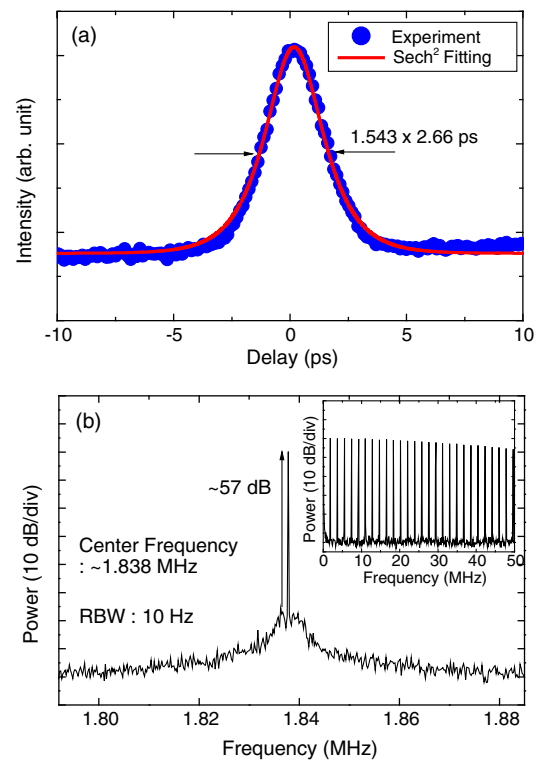 (a)
Experiment
Sech² Fitting
1.543 x 2.66 ps
Intensity (arb. unit)
-10 -5 0 5 10
Delay (ps)
(b)
~57 dB
Center Frequency
: ~1.838 MHz
RBW : 10 Hz
Power (10 dB/div)
Power (10 dB/div)
0 10 20 30 40 50
Frequency (MHz)
1.80 1.82 1.84 1.86 1.88
Frequency (MHz)